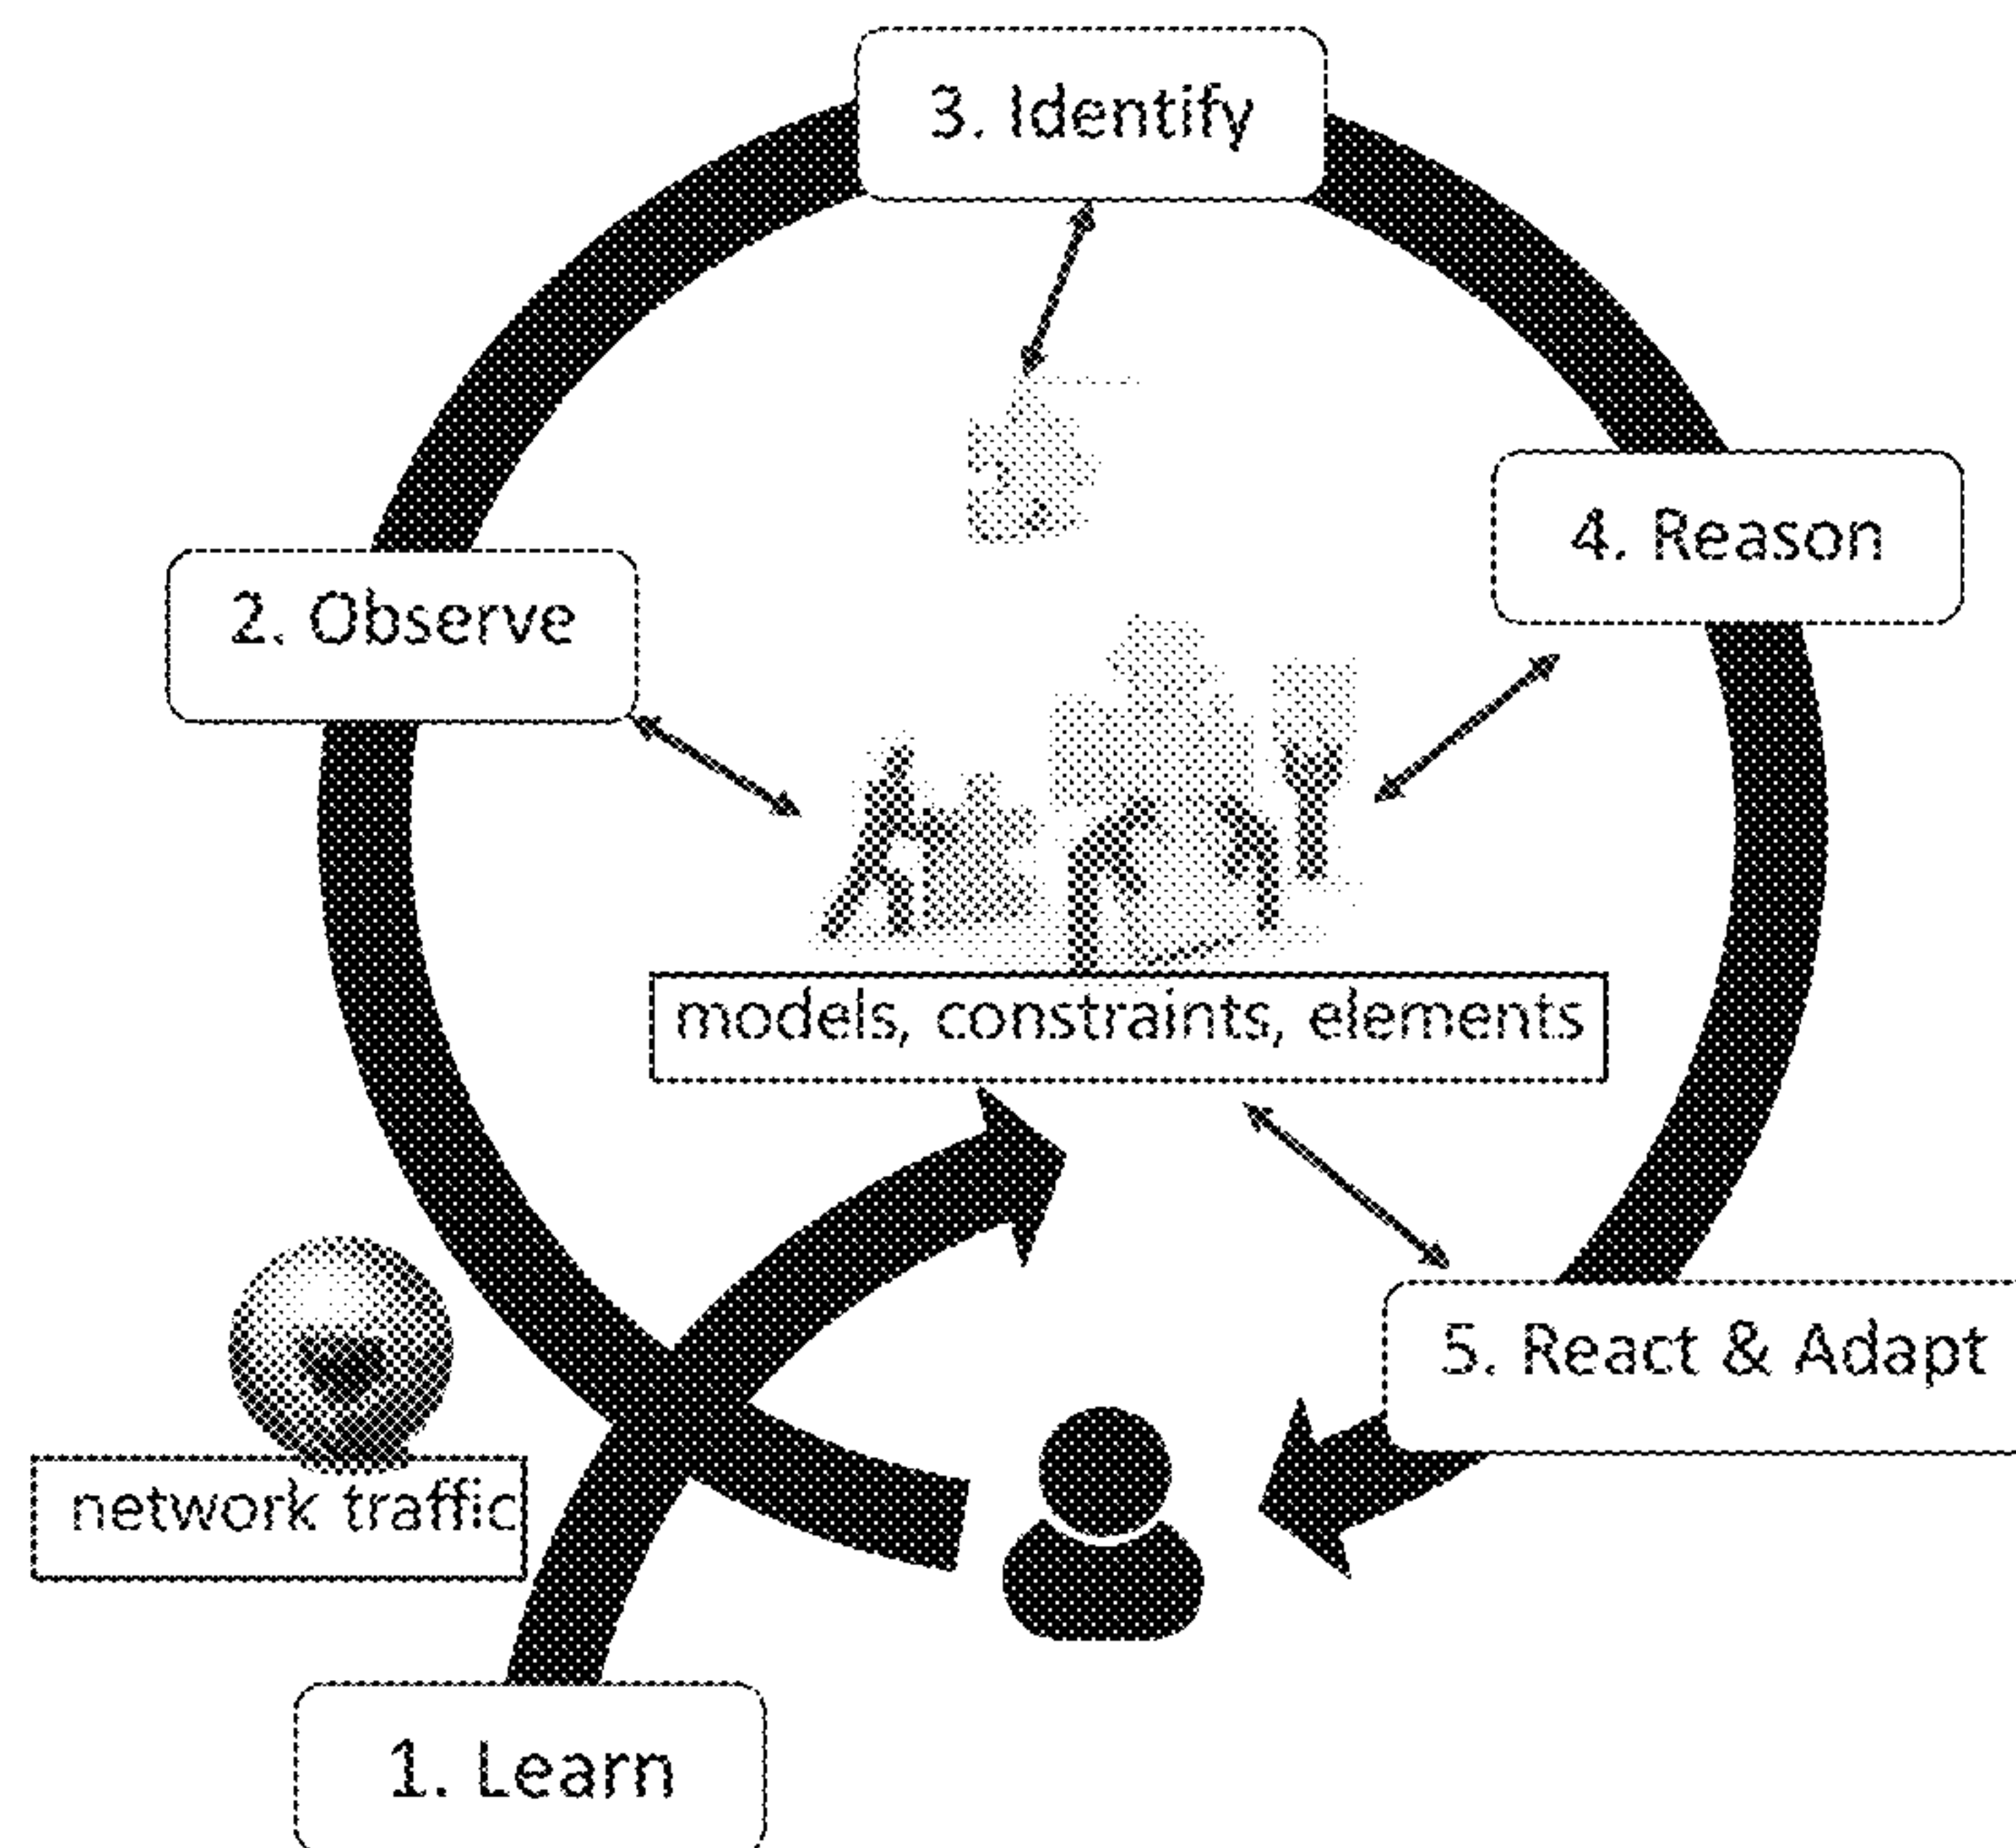 3. Identify
4. Reason
2. Observe
models, constraints, elements
5. React & Adapt
network traffic
1. Learn